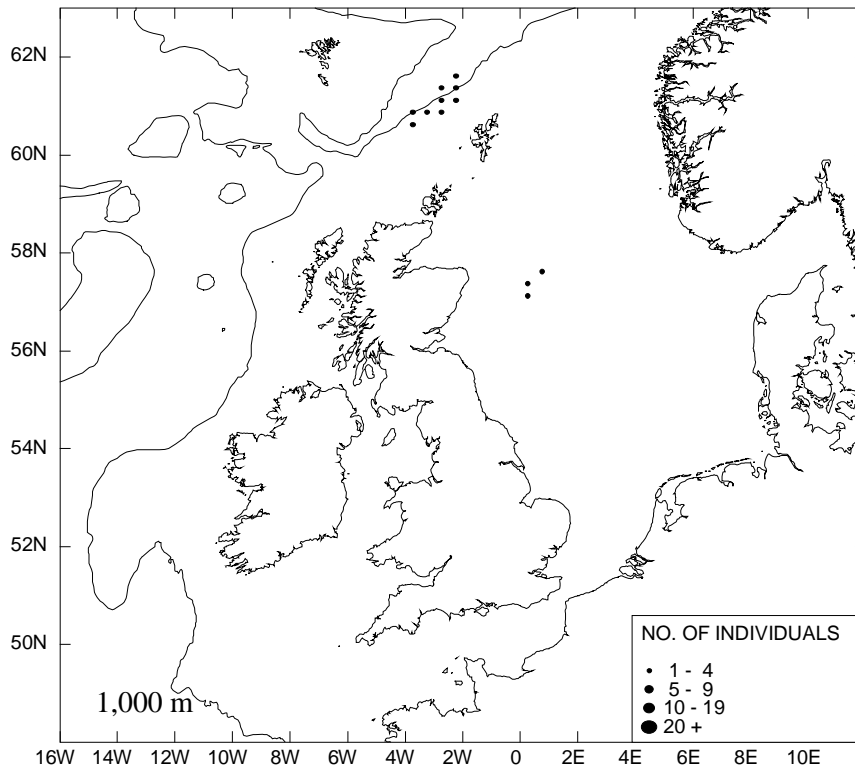 62N
60N
58N
56N
54N
52N
50N
NO. OF INDIVIDUALS
1 - 4
5 - 9
10 - 19
20 +
1,000 m
16W 14W 12W 10W 8W 6W 4W 2W 0 2E 4E 6E 8E 10E